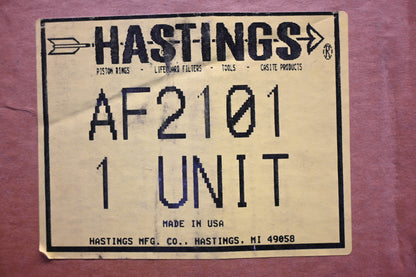 HASTINGS
PISTON RINGS - LIFEGUARD FILTERS - TOOLS - CASITE PRODUCTS
AF2101
1 UNIT
MADE IN USA
HASTINGS MFG. CO., HASTINGS, MI 49058